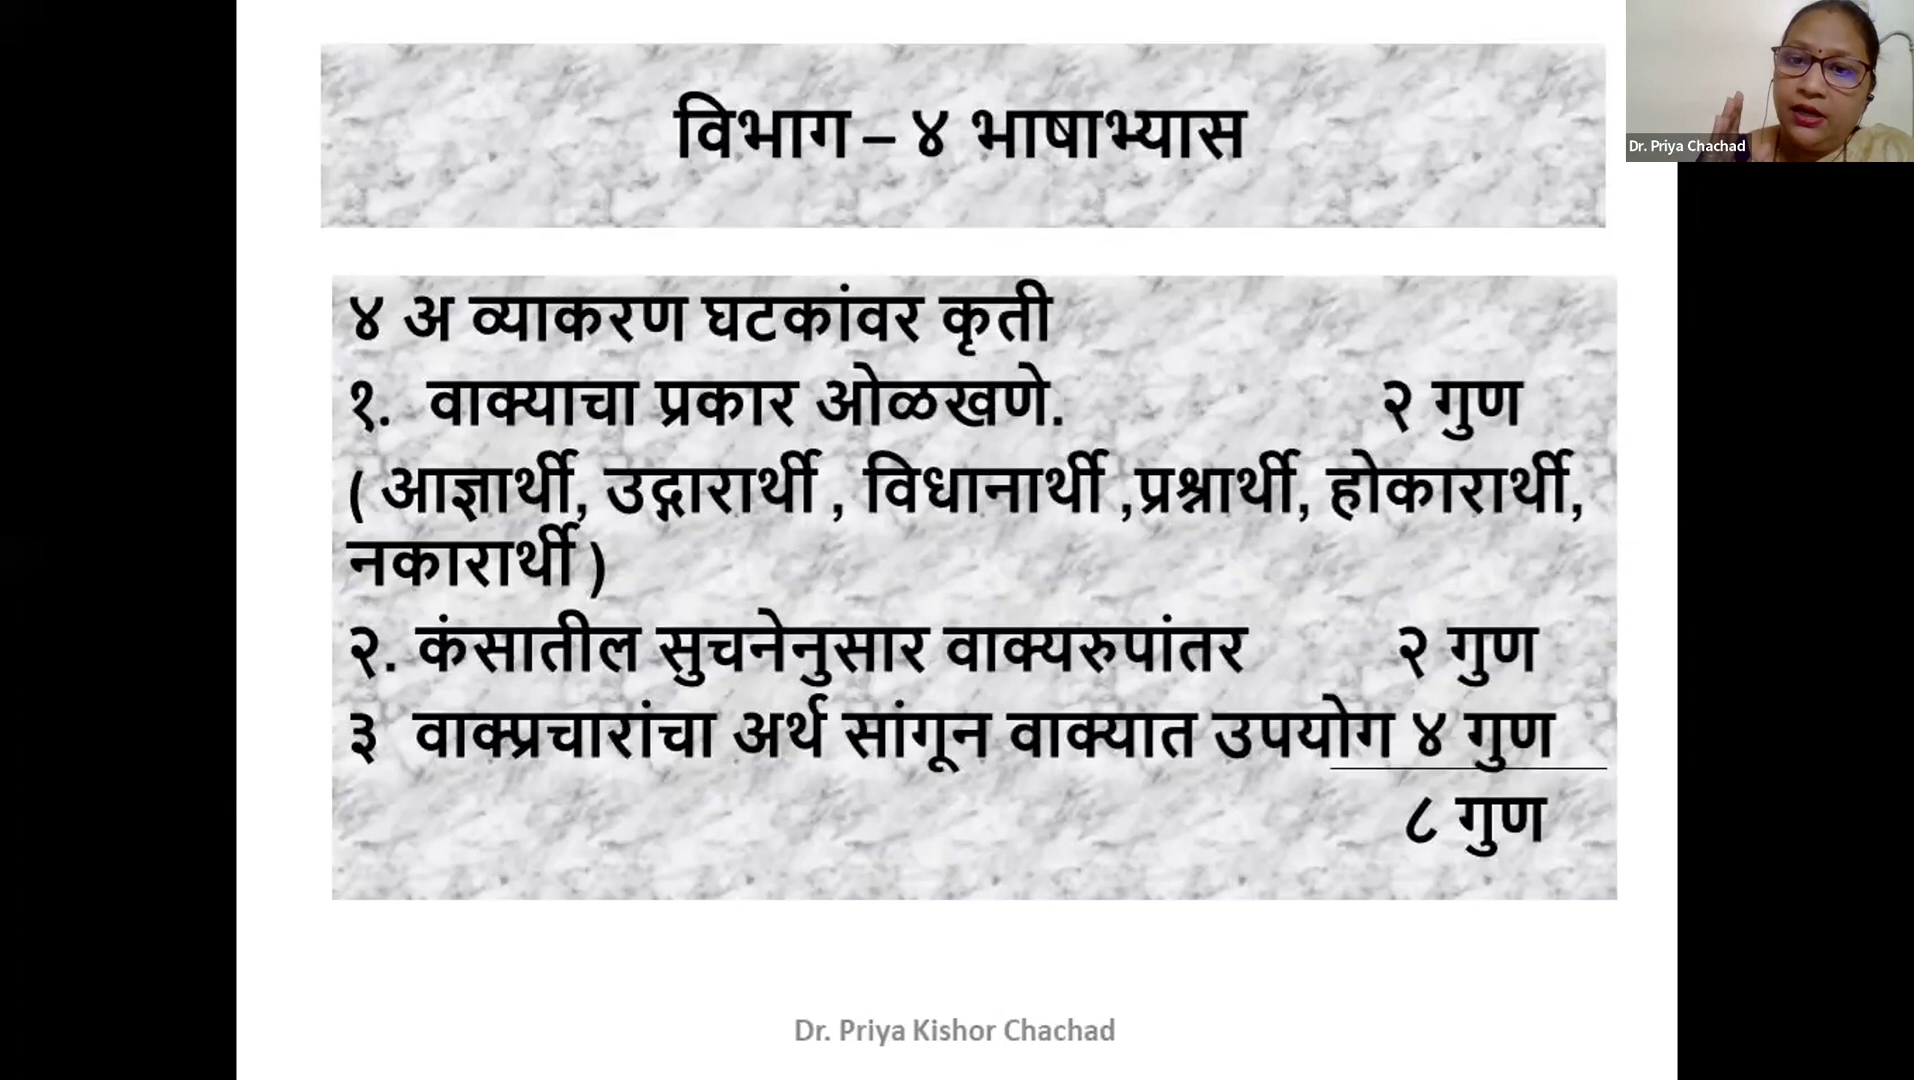 विभाग – ४ भाषाभ्यास
Dr. Priya Chachad
४ अ व्याकरण घटकांवर कृती
१. वाक्याचा प्रकार ओळखणे. २ गुण
( आज्ञार्थी, उद्गारार्थी , विधानार्थी ,प्रश्नार्थी, होकारार्थी,
नकारार्थी )
२. कंसातील सुचनेनुसार वाक्यरुपांतर २ गुण
३ वाक्प्रचारांचा अर्थ सांगून वाक्यात उपयोग ४ गुण
८ गुण
Dr. Priya Kishor Chachad